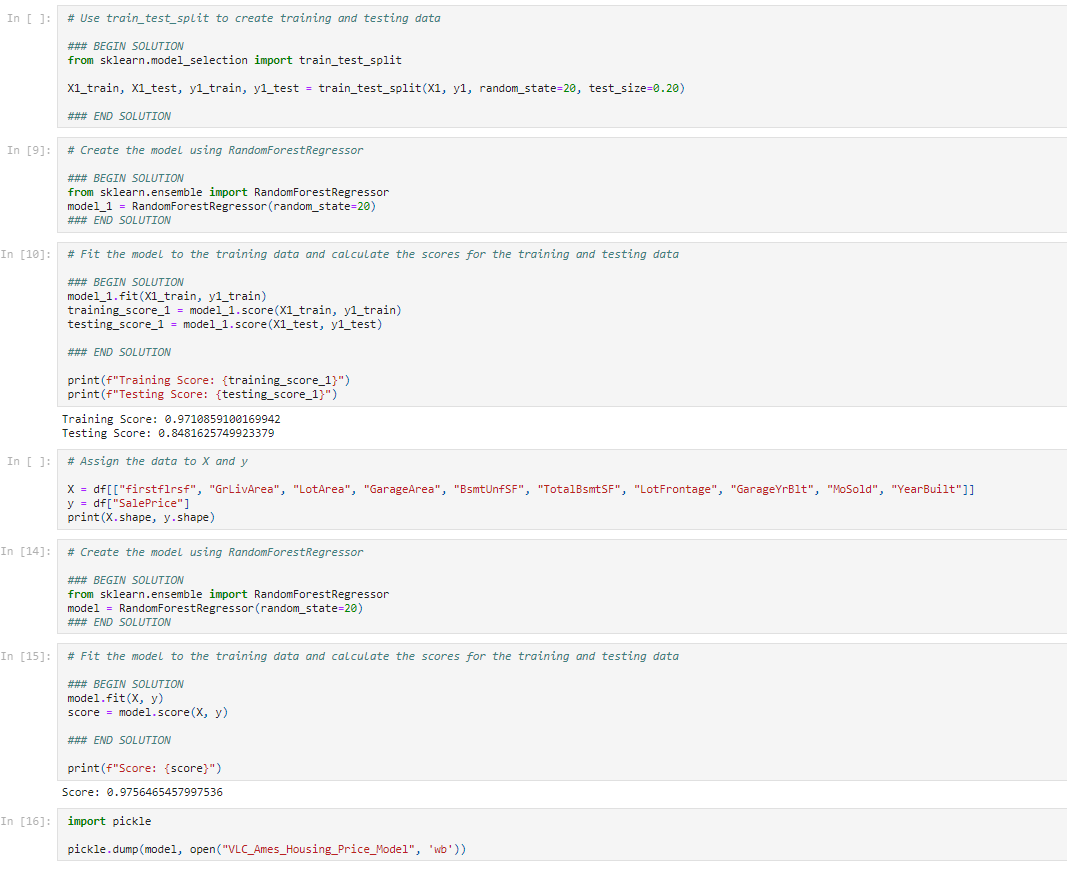 In [ ]:
# Use train_test_split to create training and testing data
### BEGIN SOLUTION
from sklearn.model_selection import train_test_split
X1_train, X1_test, y1_train, y1_test = train_test_split(X1, y1, random_state=20, test_size=0.20)
### END SOLUTION
In [9]:
# Create the model using RandomForestRegressor
### BEGIN SOLUTION
from sklearn.ensemble import RandomForestRegressor
model_1 = RandomForestRegressor(random_state=20)
### END SOLUTION
In [10]:
# Fit the model to the training data and calculate the scores for the training and testing data
### BEGIN SOLUTION
model_1.fit(X1_train, y1_train)
training_score_1 = model_1.score(X1_train, y1_train)
testing_score_1 = model_1.score(X1_test, y1_test)
### END SOLUTION
print(f"Training Score: {training_score_1}")
print(f"Testing Score: {testing_score_1}")
Training Score: 0.9710859100169942
Testing Score: 0.8481625749923379
In [ ]:
# Assign the data to X and y
X = df[["firstflrsf", "GrLivArea", "LotArea", "GarageArea", "BsmtUnfSF", "TotalBsmtSF", "LotFrontage", "GarageYrBlt", "MoSold", "YearBuilt"]]
y = df["SalePrice"]
print(X.shape, y.shape)
In [14]:
# Create the model using RandomForestRegressor
### BEGIN SOLUTION
from sklearn.ensemble import RandomForestRegressor
model = RandomForestRegressor(random_state=20)
### END SOLUTION
In [15]:
# Fit the model to the training data and calculate the scores for the training and testing data
### BEGIN SOLUTION
model.fit(X, y)
score = model.score(X, y)
### END SOLUTION
print(f"Score: {score}")
Score: 0.9756465457997536
In [16]:
import pickle
pickle.dump(model, open("VLC_Ames_Housing_Price_Model", 'wb'))